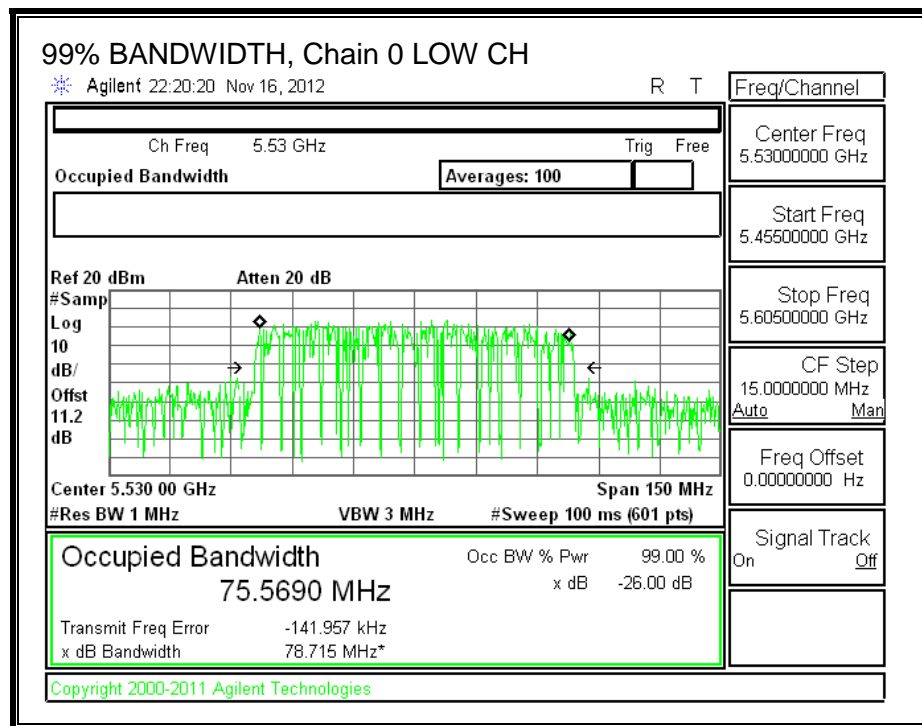 99% BANDWIDTH, Chain 0 LOW CH
Agilent 22:20:20 Nov 16, 2012 R T
Freq/Channel
Ch Freq 5.53 GHz Trig Free
Occupied Bandwidth Averages: 100
Center Freq
5.53000000 GHz
Start Freq
5.45500000 GHz
Stop Freq
5.60500000 GHz
CF Step
15.0000000 MHz
Auto Man
Freq Offset
0.00000000 Hz
Signal Track
On Off
Ref 20 dBm Atten 20 dB
#Samp
Log
10
dB/
Offst
11.2
dB
Center 5.530 00 GHz Span 150 MHz
#Res BW 1 MHz VBW 3 MHz #Sweep 100 ms (601 pts)
Occupied Bandwidth Occ BW % Pwr 99.00 %
75.5690 MHz x dB -26.00 dB
Transmit Freq Error -141.957 kHz
x dB Bandwidth 78.715 MHz*
Copyright 2000-2011 Agilent Technologies